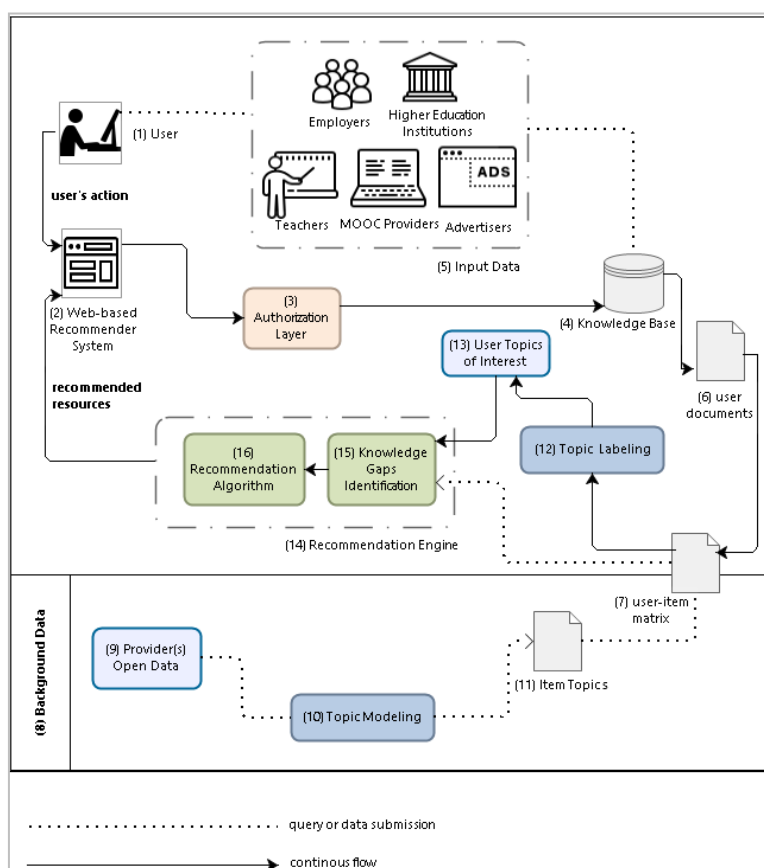 Employers
Higher Education
Institutions
ADS
(1) User
Teachers
MOOC Providers
Advertisers
user's action
(5) Input Data
(2) Web-based
Recommender
System
(3)
Authorization
Layer
(4) Knowledge Base
(13) User Topics
of Interest
recommended
resources
(6) user
documents
(12) Topic Labeling
(16)
Recommendation
Algorithm
(15) Knowledge
Gaps
Identification
(14) Recommendation Engine
(7) user-item
matrix
(8) Background Data
(9) Provider(s)
Open Data
(11) Item Topics
(10) Topic Modeling
query or data submission
continous flow